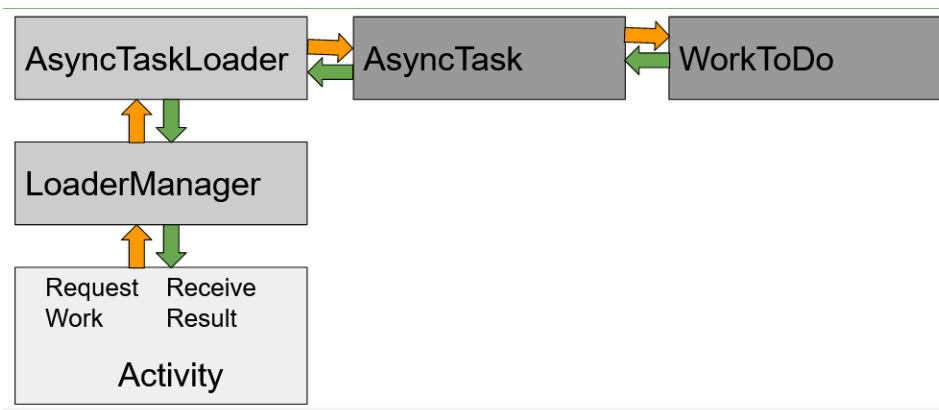 AsyncTaskLoader
AsyncTask
WorkToDo
LoaderManager
Request
Work
Receive
Result
Activity